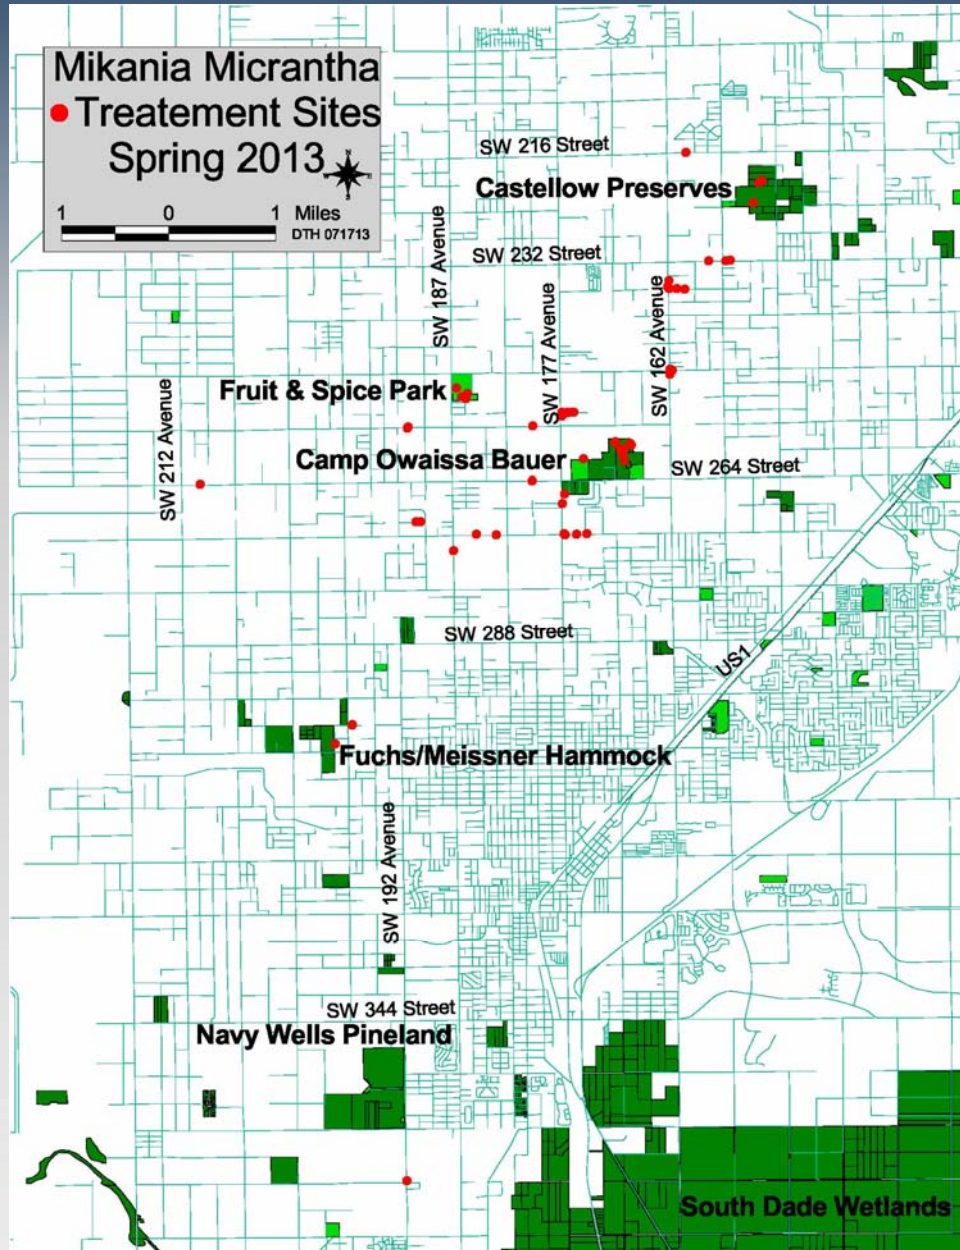 Mikania Micrantha
Treatement Sites
Spring 2013
1 0 1 Miles
DTH 071713
SW 216 Street
Castellow Preserves
SW 187 Avenue
SW 232 Street
SW 177 Avenue
SW 162 Avenue
Fruit & Spice Park
SW 212 Avenue
Camp Owaissa Bauer
SW 264 Street
SW 288 Street
US1
Fuchs/Meissner Hammock
SW 192 Avenue
SW 344 Street
Navy Wells Pineland
South Dade Wetlands